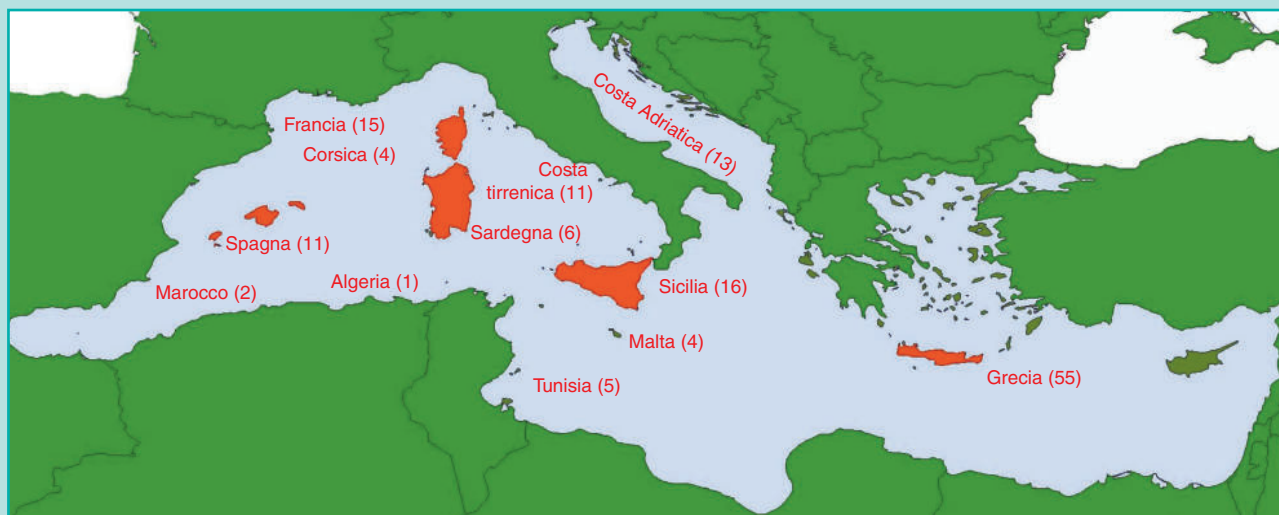 Costa Adriatica (13)
Francia (15)
Corsica (4)
Costa
tirrenica (11)
Sardegna (6)
Spagna (11)
Algeria (1)
Marocco (2)
Sicilia (16)
Malta (4)
Tunisia (5)
Grecia (55)